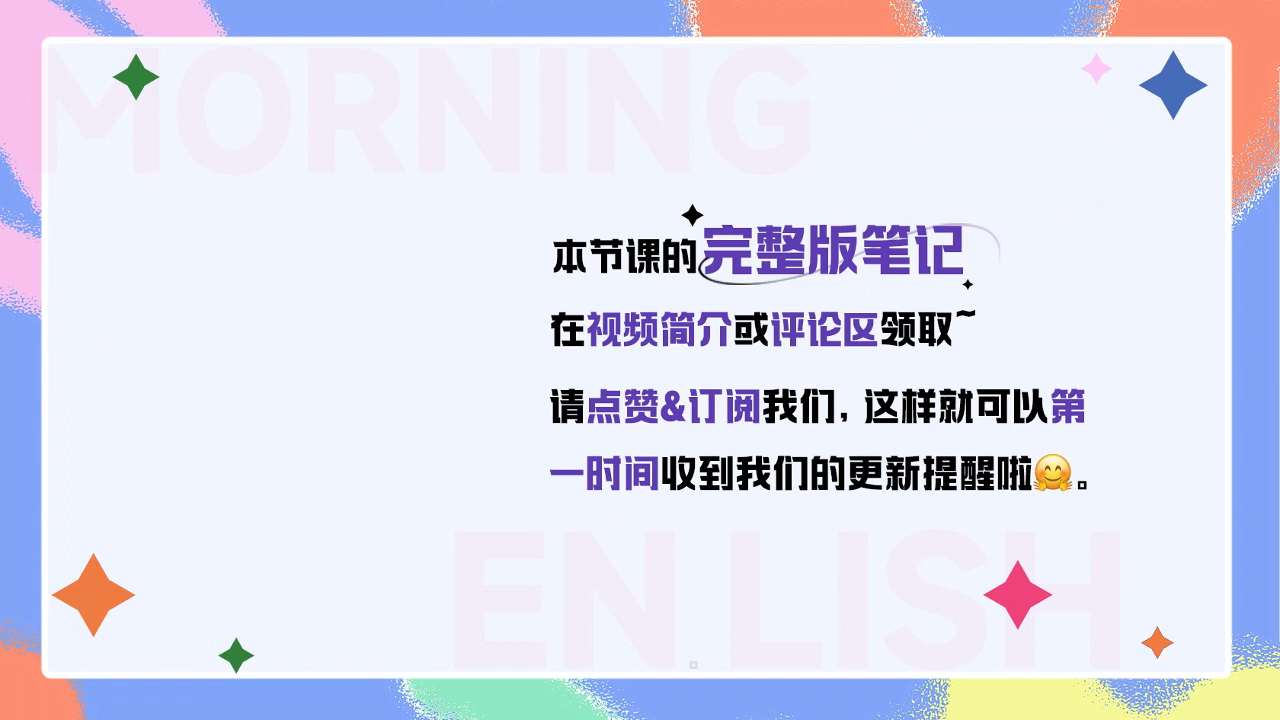 MORNING
本节课的完整版笔记
在视频简介或评论区领取~
请点赞&订阅我们，这样就可以第
一时间收到我们的更新提醒啦🤗。
EN LISH